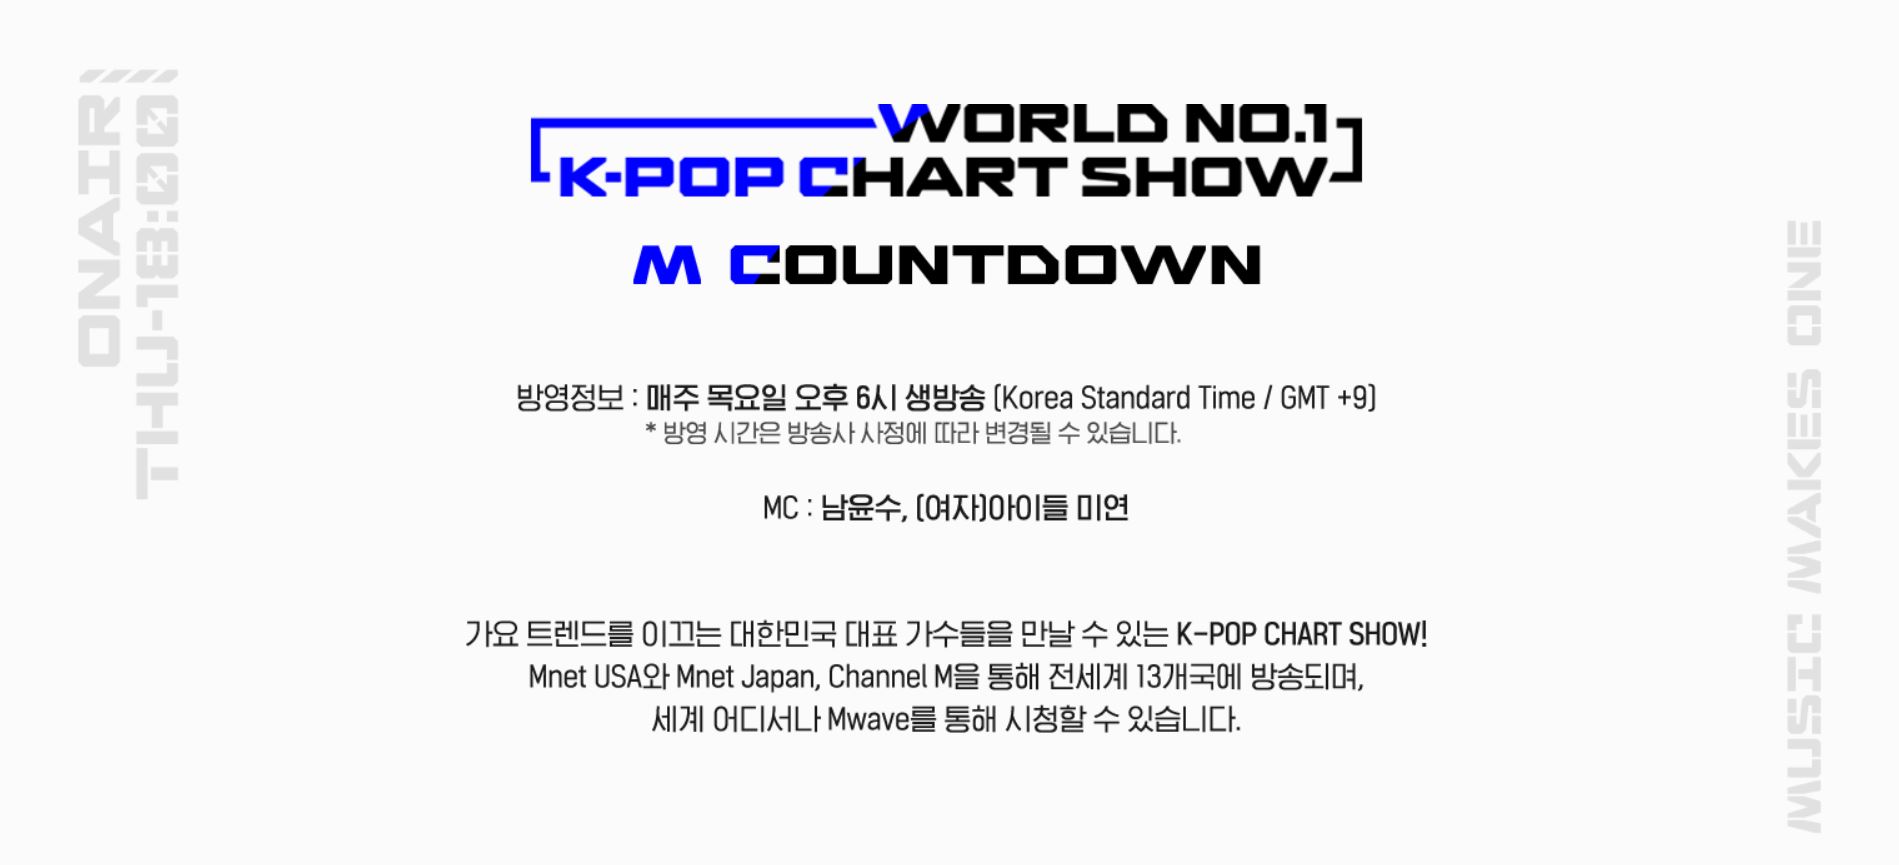 ONAIR
THU-18:00
WORLD NO.1
K-POP CHART SHOW
M COUNTDOWN
방영정보 : 매주 목요일 오후 6시 생방송 (Korea Standard Time / GMT +9)
* 방영 시간은 방송사 사정에 따라 변경될 수 있습니다.
MC : 남윤수, (여자)아이들 미연
가요 트렌드를 이끄는 대한민국 대표 가수들을 만날 수 있는 K-POP CHART SHOW!
Mnet USA와 Mnet Japan, Channel M을 통해 전세계 13개국에 방송되며,
세계 어디서나 Mwave를 통해 시청할 수 있습니다.
MUSIC MAKES ONE